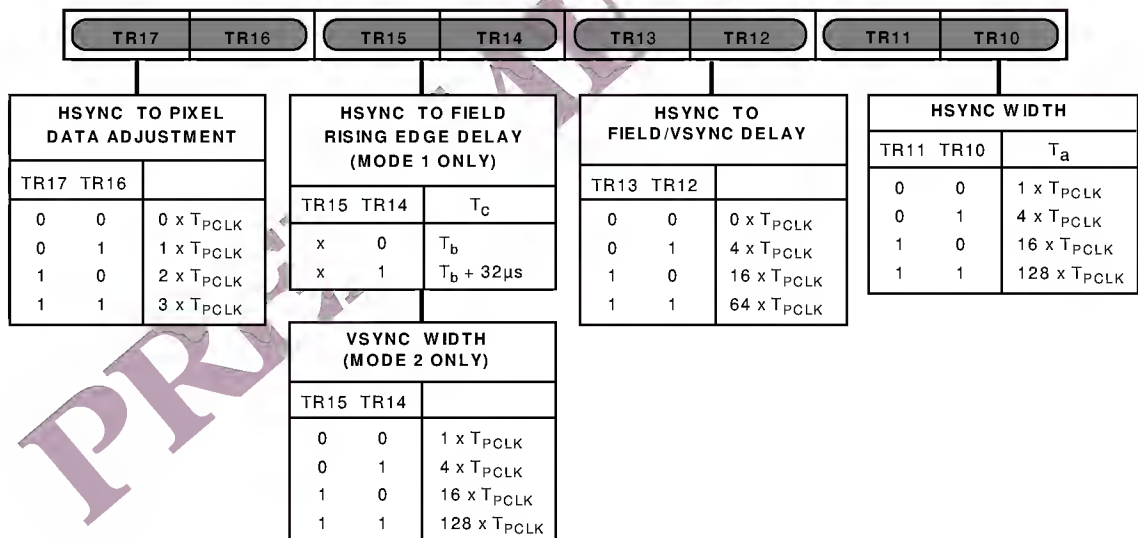 TR17 TR16 TR15 TR14 TR13 TR12 TR11 TR10
HSYNC TO PIXEL
DATA ADJUSTMENT
TR17 TR16
0 0 0 x TPCLK
0 1 1 x TPCLK
1 0 2 x TPCLK
1 1 3 x TPCLK
HSYNC TO FIELD
RISING EDGE DELAY
(MODE 1 ONLY)
TR15 TR14 Tc
x 0 Tb
x 1 Tb + 32µs
VSYNC WIDTH
(MODE 2 ONLY)
TR15 TR14
0 0 1 x TPCLK
0 1 4 x TPCLK
1 0 16 x TPCLK
1 1 128 x TPCLK
HSYNC TO
FIELD/VSYNC DELAY
TR13 TR12
0 0 0 x TPCLK
0 1 4 x TPCLK
1 0 16 x TPCLK
1 1 64 x TPCLK
HSYNC WIDTH
TR11 TR10 Ta
0 0 1 x TPCLK
0 1 4 x TPCLK
1 0 16 x TPCLK
1 1 128 x TPCLK